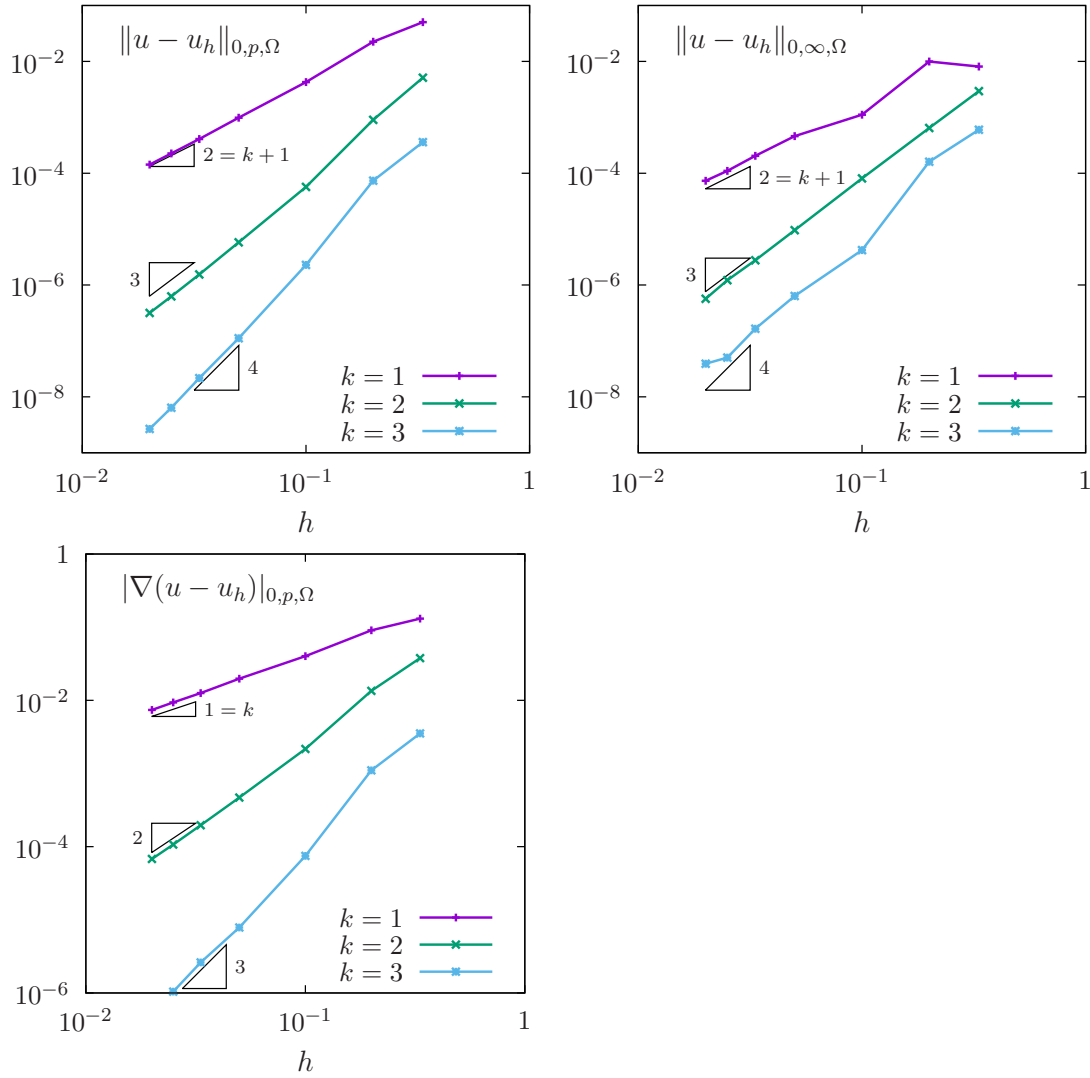 ‖u − u_h‖_{0,p,Ω}
10^{−2}
10^{−4}
10^{−6}
10^{−8}
2 = k + 1
3
4
k = 1
k = 2
k = 3
10^{−2}
10^{−1}
1
h
‖u − u_h‖_{0,∞,Ω}
10^{−2}
10^{−4}
10^{−6}
10^{−8}
2 = k + 1
3
4
k = 1
k = 2
k = 3
10^{−2}
10^{−1}
1
h
|∇(u − u_h)|_{0,p,Ω}
1
10^{−2}
10^{−4}
10^{−6}
1 = k
2
3
k = 1
k = 2
k = 3
10^{−2}
10^{−1}
1
h